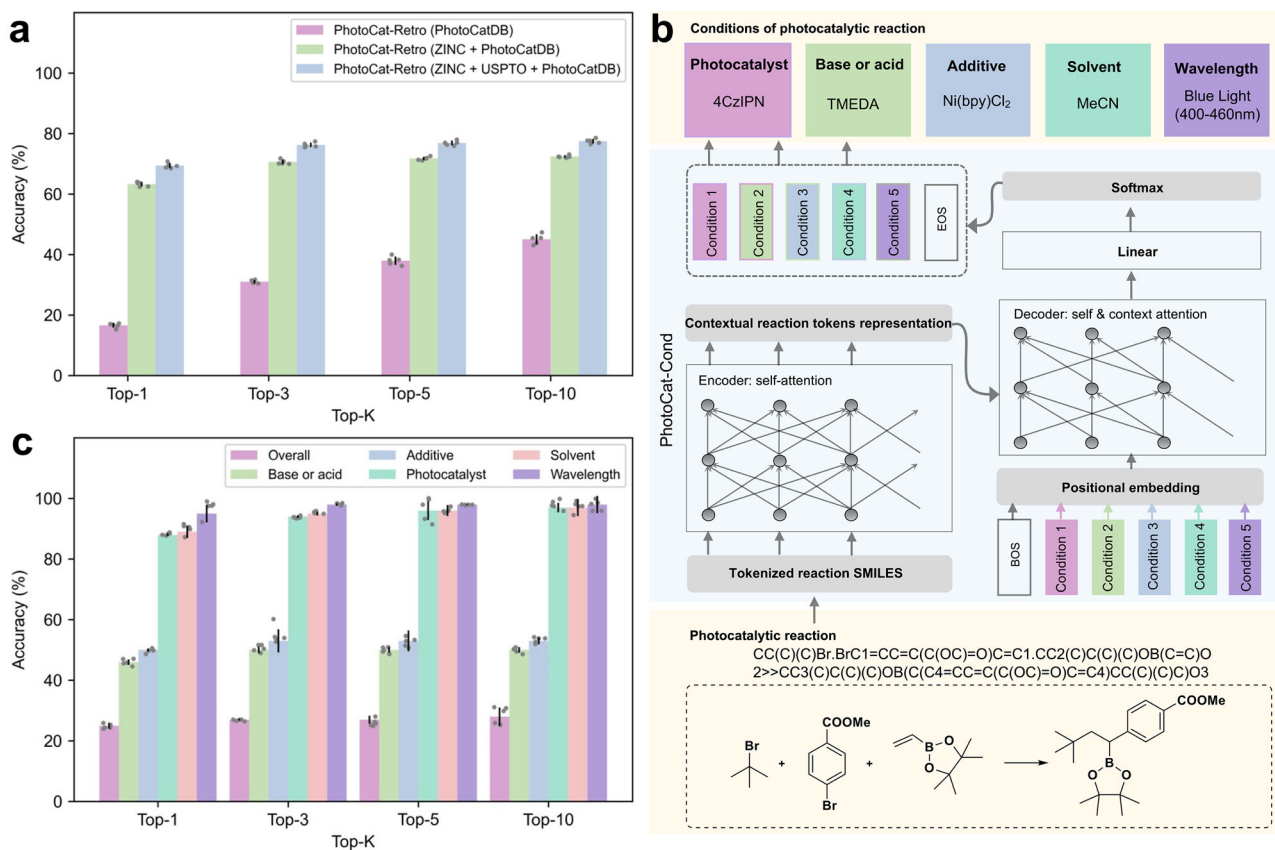 a
PhotoCat-Retro (PhotoCatDB)
PhotoCat-Retro (ZINC + PhotoCatDB)
PhotoCat-Retro (ZINC + USPTO + PhotoCatDB)
100
80
60
40
20
0
Accuracy (%)
Top-1
Top-3
Top-5
Top-10
Top-K
c
Overall
Base or acid
Additive
Photocatalyst
Solvent
Wavelength
100
80
60
40
20
0
Accuracy (%)
Top-1
Top-3
Top-5
Top-10
Top-K
b
Conditions of photocatalytic reaction
Photocatalyst
4CzIPN
Base or acid
TMEDA
Additive
Ni(bpy)Cl₂
Solvent
MeCN
Wavelength
Blue Light
(400-460nm)
PhotoCat-Cond
Condition 1
Condition 2
Condition 3
Condition 4
Condition 5
EOS
Softmax
Linear
Contextual reaction tokens representation
Decoder: self & context attention
Encoder: self-attention
Positional embedding
BOS
Condition 1
Condition 2
Condition 3
Condition 4
Condition 5
Tokenized reaction SMILES
Photocatalytic reaction
CC(C)(C)Br.BrC1=CC=C(C(OC)=O)C=C1.CC2(C)C(C)(C)OB(C=C)O
2>>CC3(C)C(C)(C)OB(C(C4=CC=C(C(OC)=O)C=C4)CC(C)(C)C)O3
Br
+
COOMe
Br
+
B
O
O
COOMe
B
O
O